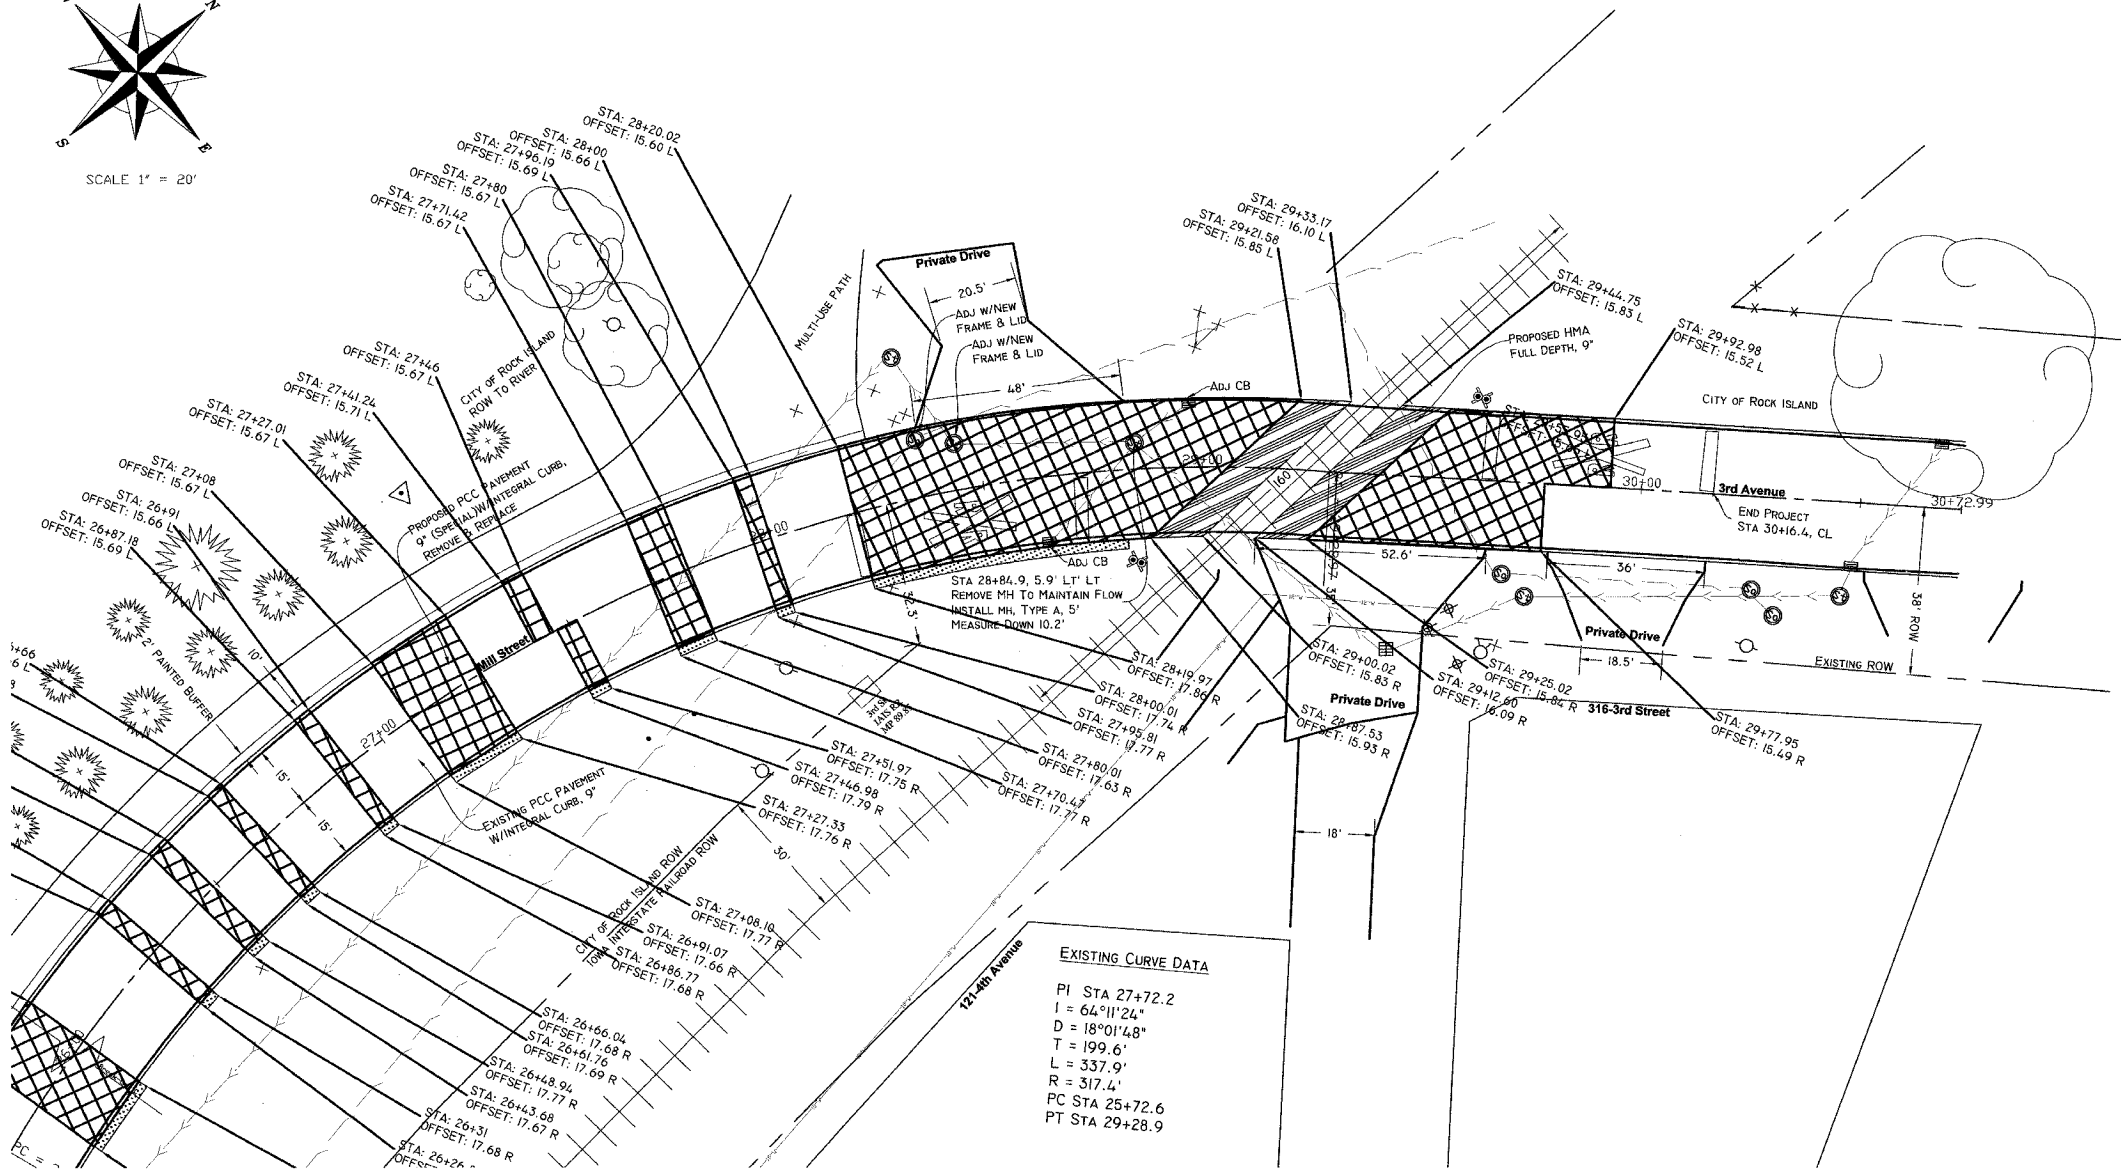 N
S
E
SCALE 1" = 20'
STA: 28+20.02
OFFSET: 15.60 L
STA: 28+00
OFFSET: 15.66 L
STA: 27+96.19
OFFSET: 15.69 L
STA: 27+80
OFFSET: 15.67 L
STA: 27+71.42
OFFSET: 15.67 L
STA: 27+46
OFFSET: 15.67 L
STA: 27+41.24
OFFSET: 15.71 L
STA: 27+27.01
OFFSET: 15.67 L
STA: 27+08
OFFSET: 15.67 L
STA: 26+91
OFFSET: 15.66 L
STA: 26+87.18
OFFSET: 15.69 L
CITY OF ROCK ISLAND
ROW TO RIVER
PROPOSED PCC PAVEMENT
9" (SPECIAL)W/INTEGRAL CURB,
REMOVE & REPLACE
MULTI-USE PATH
Private Drive
20.5'
ADJ W/NEW
FRAME & LID
ADJ W/NEW
FRAME & LID
48'
ADJ CB
STA: 29+33.17
OFFSET: 16.10 L
STA: 29+21.58
OFFSET: 15.85 L
STA: 29+44.75
OFFSET: 15.83 L
PROPOSED HMA
FULL DEPTH, 9"
STA: 29+92.98
OFFSET: 15.52 L
CITY OF ROCK ISLAND
29+00
160
30+00
3rd Avenue
30+72.99
END PROJECT
STA 30+16.4, CL
38' ROW
EXISTING ROW
52.6'
36'
Private Drive
18.5'
ADJ CB
STA 28+84.9, 5.9' LT' LT
REMOVE MH TO MAINTAIN FLOW
INSTALL MH, TYPE A, 5'
MEASURE DOWN 10.2'
32.3'
Mill Street
27+00
2' PAINTED BUFFER
10'
15'
15'
EXISTING PCC PAVEMENT
W/INTEGRAL CURB, 9"
STA: 28+19.97
OFFSET: 17.86 R
STA: 28+00.01
OFFSET: 17.74 R
STA: 27+95.81
OFFSET: 17.77 R
STA: 27+80.01
OFFSET: 17.63 R
STA: 27+70.47
OFFSET: 17.77 R
STA: 27+51.97
OFFSET: 17.75 R
STA: 27+46.98
OFFSET: 17.79 R
STA: 27+27.33
OFFSET: 17.76 R
30'
CITY OF ROCK ISLAND ROW
IOWA INTERSTATE RAILROAD ROW
STA: 27+08.10
OFFSET: 17.77 R
STA: 26+91.07
OFFSET: 17.66 R
STA: 26+86.77
OFFSET: 17.68 R
STA: 26+66.04
OFFSET: 17.68 R
STA: 26+61.76
OFFSET: 17.69 R
STA: 26+48.94
OFFSET: 17.77 R
STA: 26+43.68
OFFSET: 17.67 R
STA: 26+31
OFFSET: 17.68 R
STA: 29+00.02
OFFSET: 15.83 R
STA: 29+25.02
OFFSET: 15.84 R
STA: 29+12.60
OFFSET: 16.09 R
STA: 28+87.53
OFFSET: 15.93 R
STA: 29+77.95
OFFSET: 15.49 R
Private Drive
316-3rd Street
18'
121-4th Avenue
EXISTING CURVE DATA
PI STA 27+72.2
I = 64°11'24"
D = 18°01'48"
T = 199.6'
L = 337.9'
R = 317.4'
PC STA 25+72.6
PT STA 29+28.9